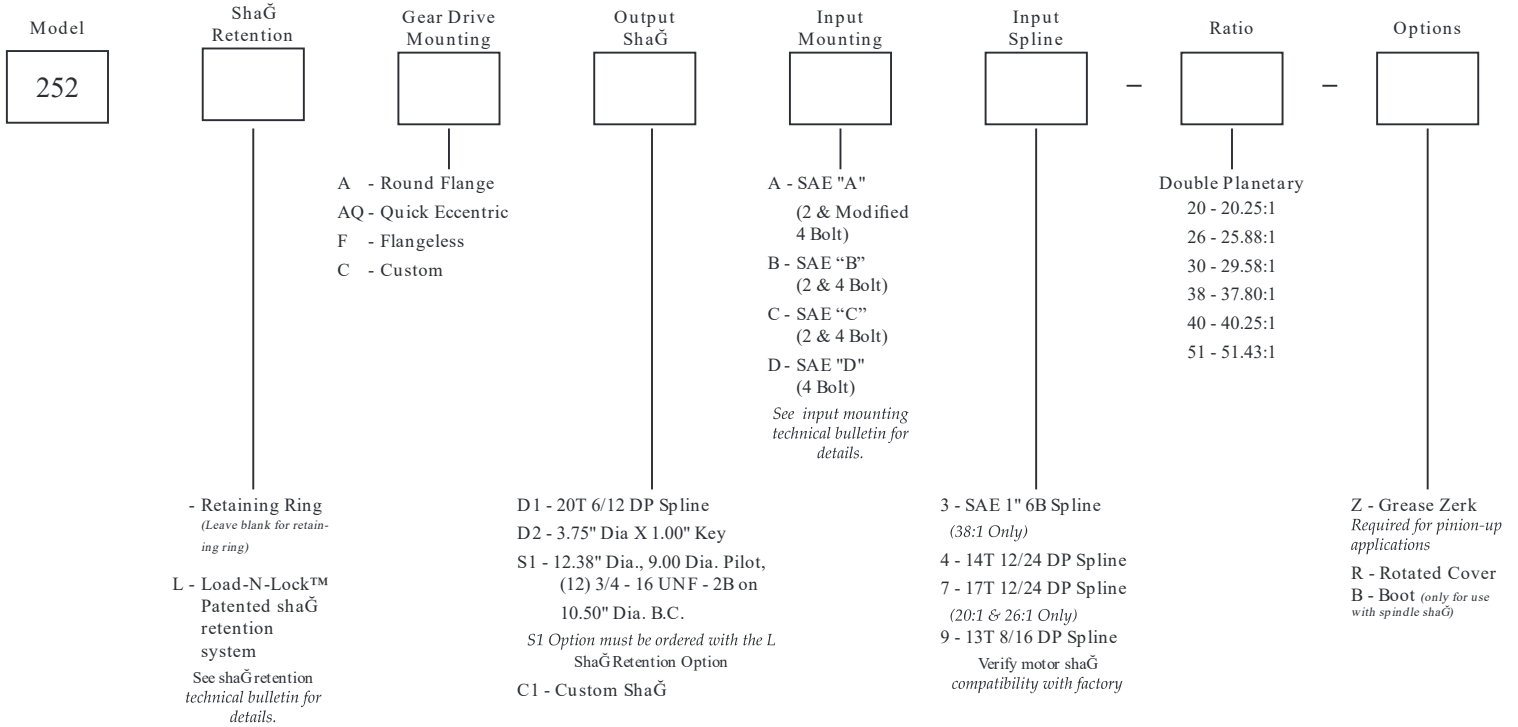 Model
ShaĞ
Retention
Gear Drive
Mounting
Output
ShaĞ
Input
Mounting
Input
Spline
Ratio
Options
252
–
–
A - Round Flange
AQ - Quick Eccentric
F - Flangeless
C - Custom
A - SAE "A"
(2 & Modified
4 Bolt)
B - SAE “B”
(2 & 4 Bolt)
C - SAE “C”
(2 & 4 Bolt)
D - SAE "D"
(4 Bolt)
See input mounting
technical bulletin for
details.
Double Planetary
20 - 20.25:1
26 - 25.88:1
30 - 29.58:1
38 - 37.80:1
40 - 40.25:1
51 - 51.43:1
- Retaining Ring
(Leave blank for retain-
ing ring)
L - Load-N-Lock™
Patented shaĞ
retention
system
See shaĞ retention
technical bulletin for
details.
D1 - 20T 6/12 DP Spline
D2 - 3.75" Dia X 1.00" Key
S1 - 12.38" Dia., 9.00 Dia. Pilot,
(12) 3/4 - 16 UNF - 2B on
10.50" Dia. B.C.
S1 Option must be ordered with the L
ShaĞ Retention Option
C1 - Custom ShaĞ
3 - SAE 1" 6B Spline
(38:1 Only)
4 - 14T 12/24 DP Spline
7 - 17T 12/24 DP Spline
(20:1 & 26:1 Only)
9 - 13T 8/16 DP Spline
Verify motor shaĞ
compatibility with factory
Z - Grease Zerk
Required for pinion-up
applications
R - Rotated Cover
B - Boot (only for use
with spindle shaĞ)